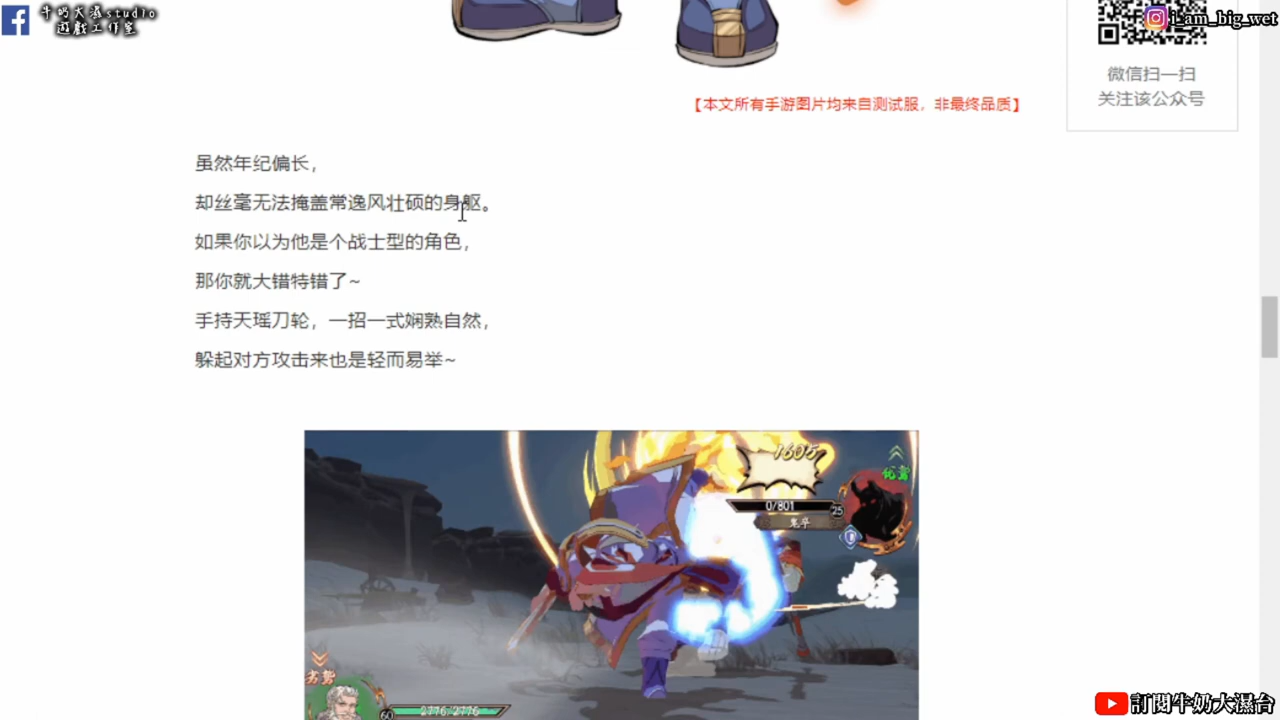 牛奶大濕studio
遊戲工作室
i_am_big_wet
微信扫一扫
关注该公众号
【本文所有手游图片均来自测试服，非最终品质】
虽然年纪偏长，
却丝毫无法掩盖常逸风壮硕的身躯。
如果你以为他是个战士型的角色，
那你就大错特错了~
手持天瑶刀轮，一招一式娴熟自然，
躲起对方攻击来也是轻而易举~
1605
0/801
25
鬼卒
60
2776 2776
訂閱牛奶大濕台